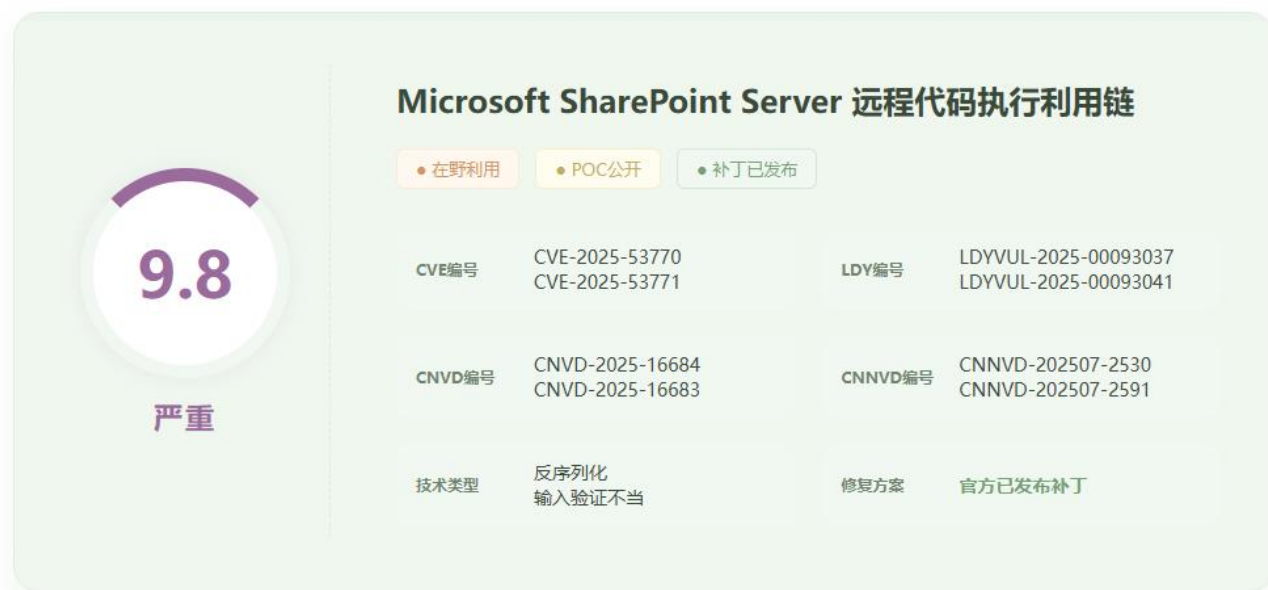 Microsoft SharePoint Server 远程代码执行利用链
在野利用
POC公开
补丁已发布
9.8
严重
CVE编号
CVE-2025-53770
CVE-2025-53771
LDY编号
LDYVUL-2025-00093037
LDYVUL-2025-00093041
CNVD编号
CNVD-2025-16684
CNVD-2025-16683
CNNVD编号
CNNVD-202507-2530
CNNVD-202507-2591
技术类型
反序列化
输入验证不当
修复方案
官方已发布补丁